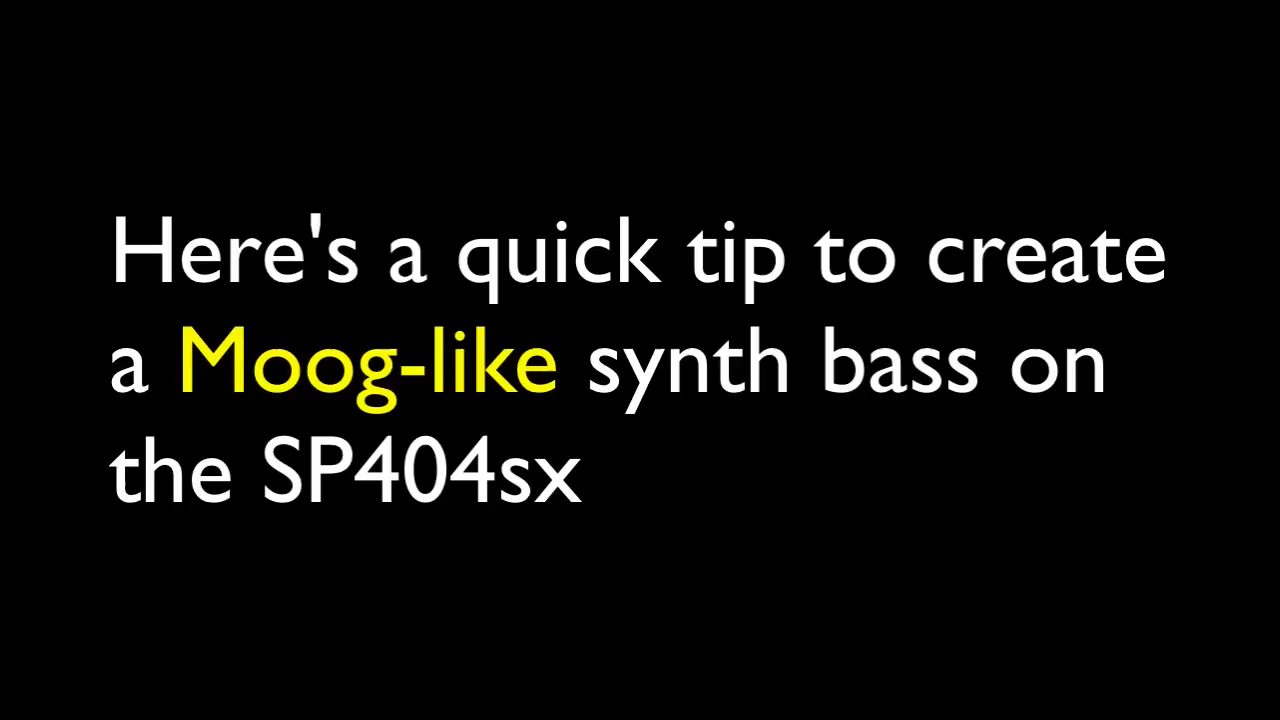 Here's a quick tip to create
a Moog-like synth bass on
the SP404sx